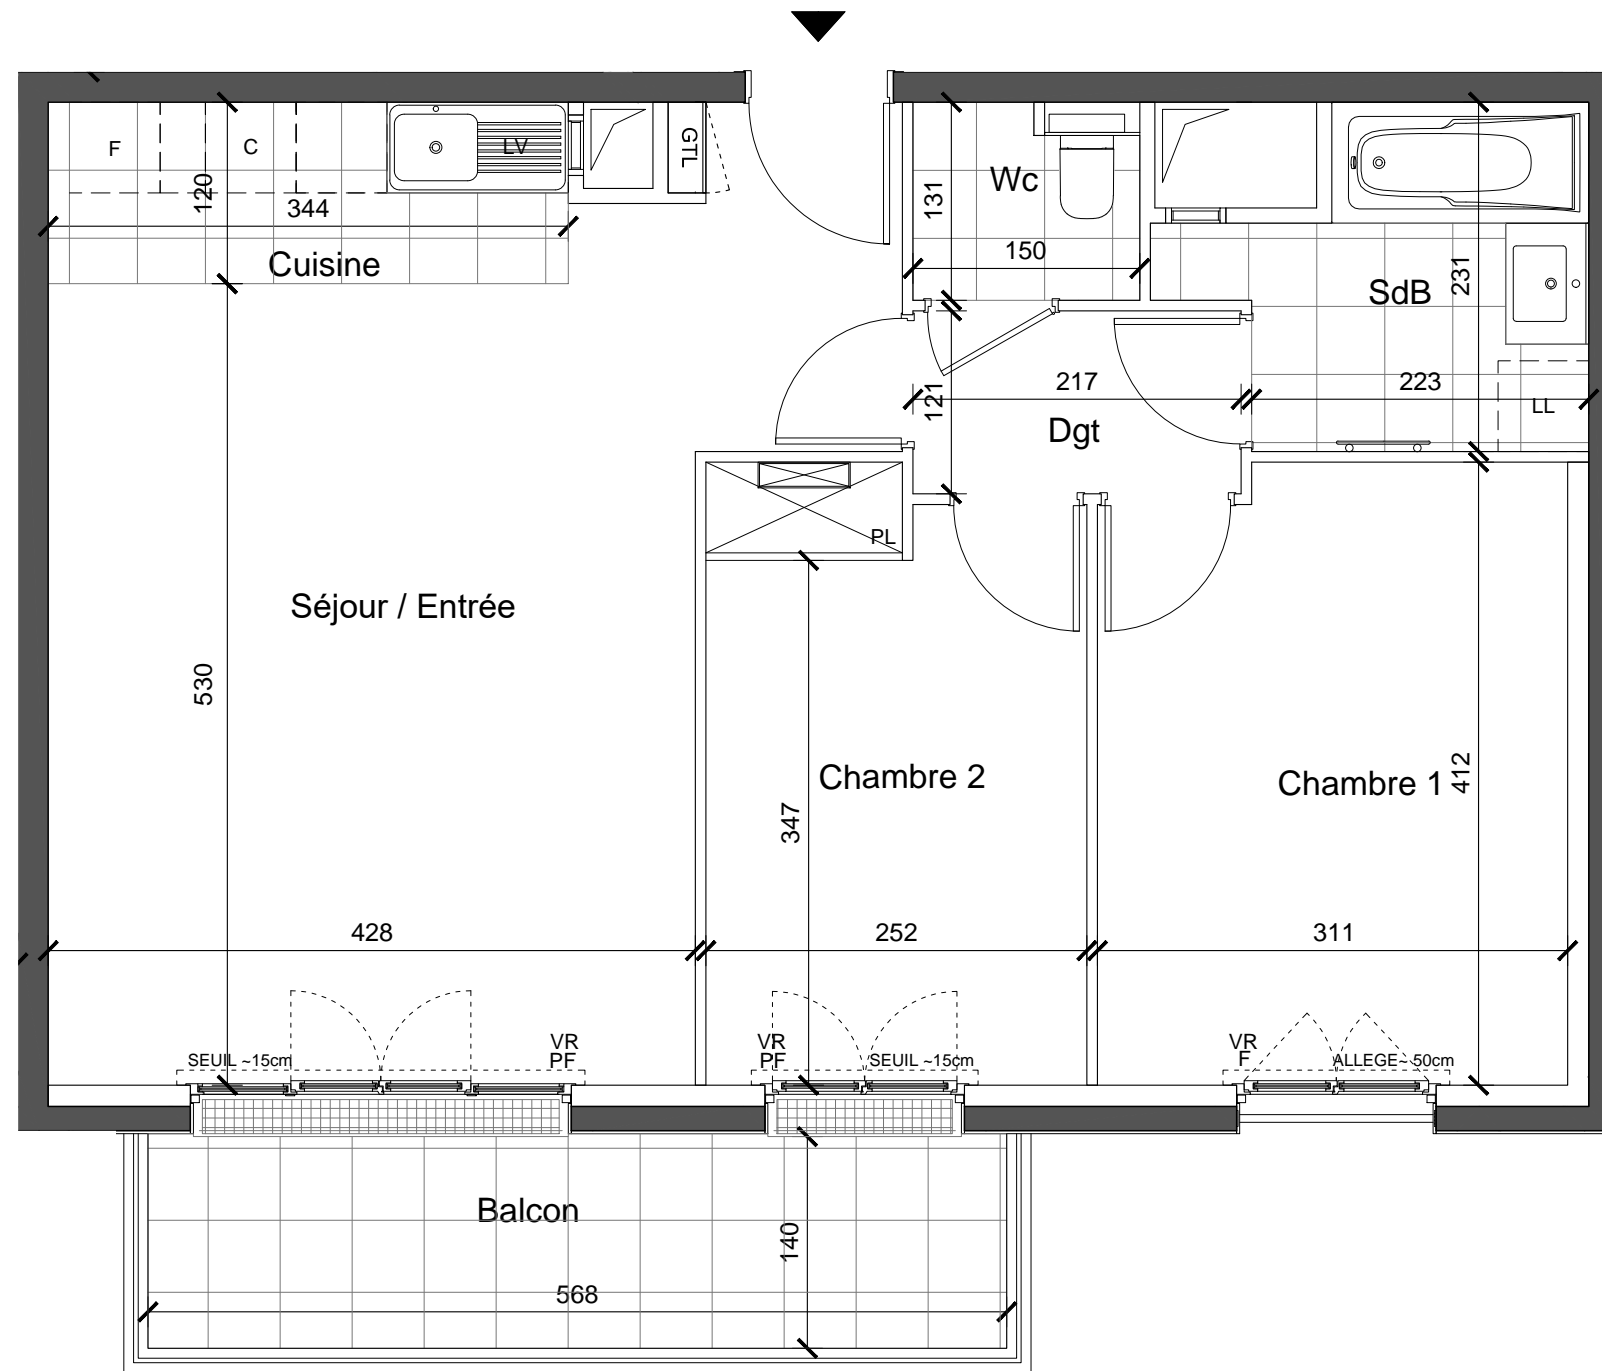 F
C
LV
GTL
120
344
Cuisine
Wc
131
150
SdB
231
217
223
121
Dgt
LL
PL
Séjour / Entrée
530
Chambre 2
Chambre 1
347
412
428
252
311
SEUIL ~15cm
VR
PF
VR
PF
SEUIL ~15cm
VR
F
ALLEGE~ 50cm
Balcon
140
568